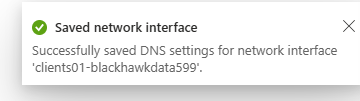 Saved network interface
Successfully saved DNS settings for network interface
'clients01-blackhawkdata599'.